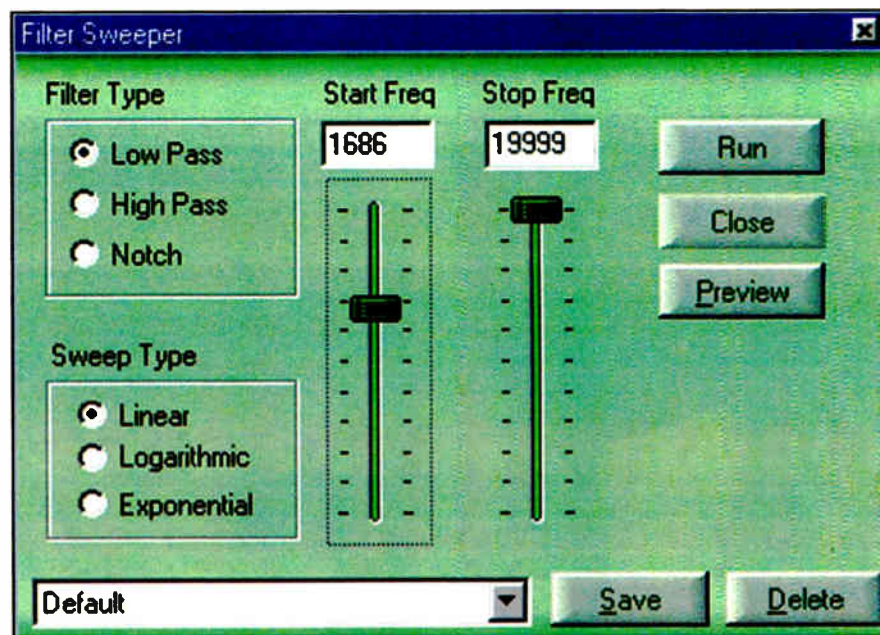 Filter Sweeper
Filter Type
Low Pass
High Pass
Notch
Sweep Type
Linear
Logarithmic
Exponential
Start Freq
1686
Stop Freq
19999
Run
Close
Preview
Default
Save
Delete